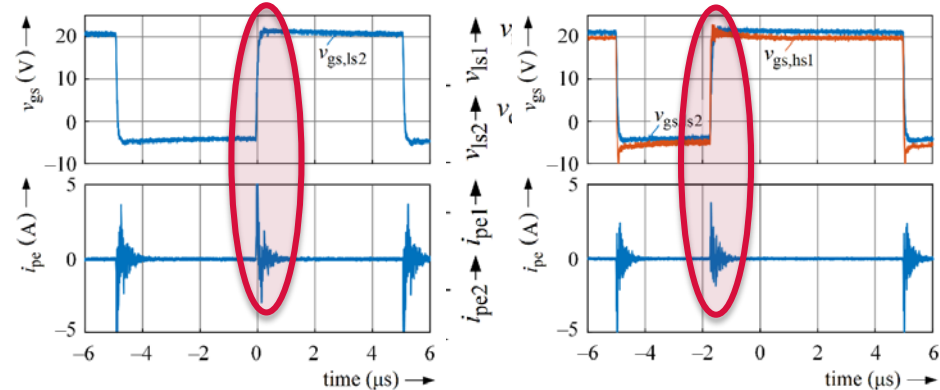 v_gs (V)
20
10
0
−10
v_gs,ls2
i_pe (A)
5
0
−5
−6 −4 −2 0 2 4 6
time (μs)
v_ls1
v_ls2
i_pe1
i_pe2
v_gs (V)
20
10
0
−10
v_gs,hs1
i_pe (A)
5
0
−5
−6 −4 −2 0 2 4 6
time (μs)